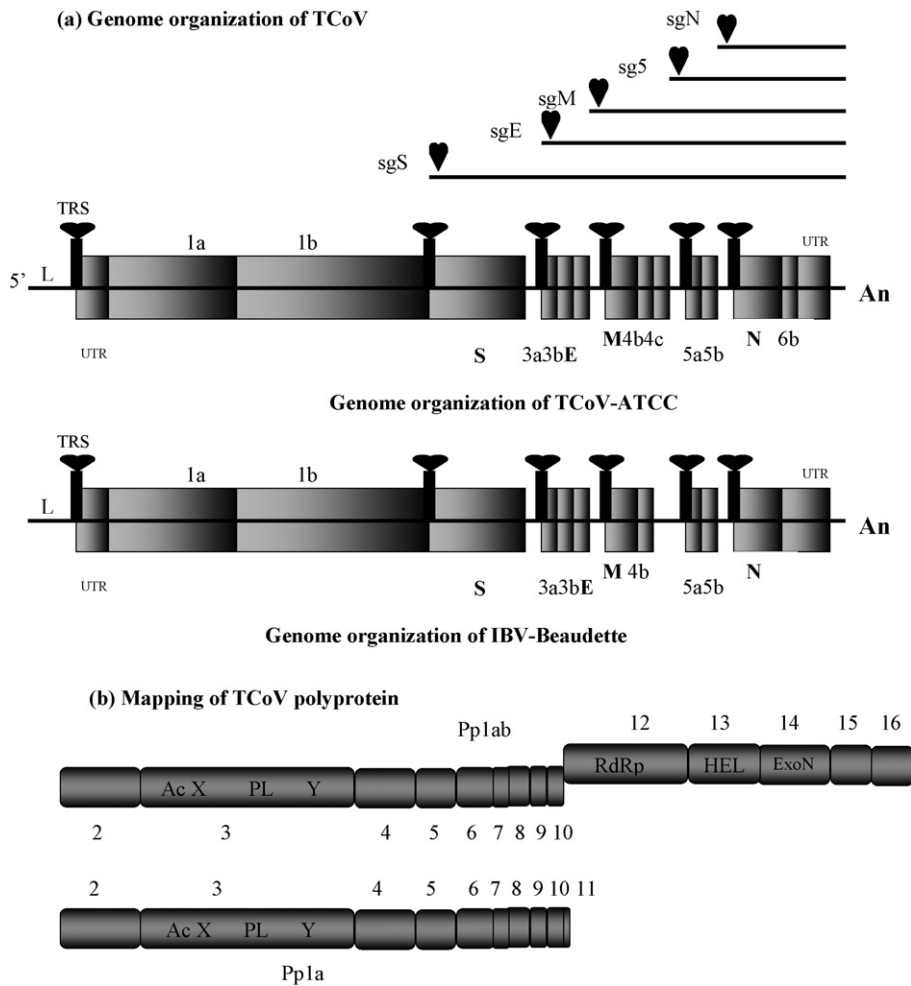 (a) Genome organization of TCoV
sgN
sg5
sgM
sgE
sgS
TRS
1a 1b UTR
5’ L An
UTR S 3a3bE M4b4c 5a5b N 6b
Genome organization of TCoV-ATCC
TRS
1a 1b UTR
L An
UTR S 3a3bE M 4b 5a5b N
Genome organization of IBV-Beaudette
(b) Mapping of TCoV polyprotein
Pp1ab 12 13 14 15 16
RdRp HEL ExoN
Ac X PL Y
2 3 4 5 6 7 8 9 10
2 3 4 5 6 7 8 9 10 11
Ac X PL Y
Pp1a